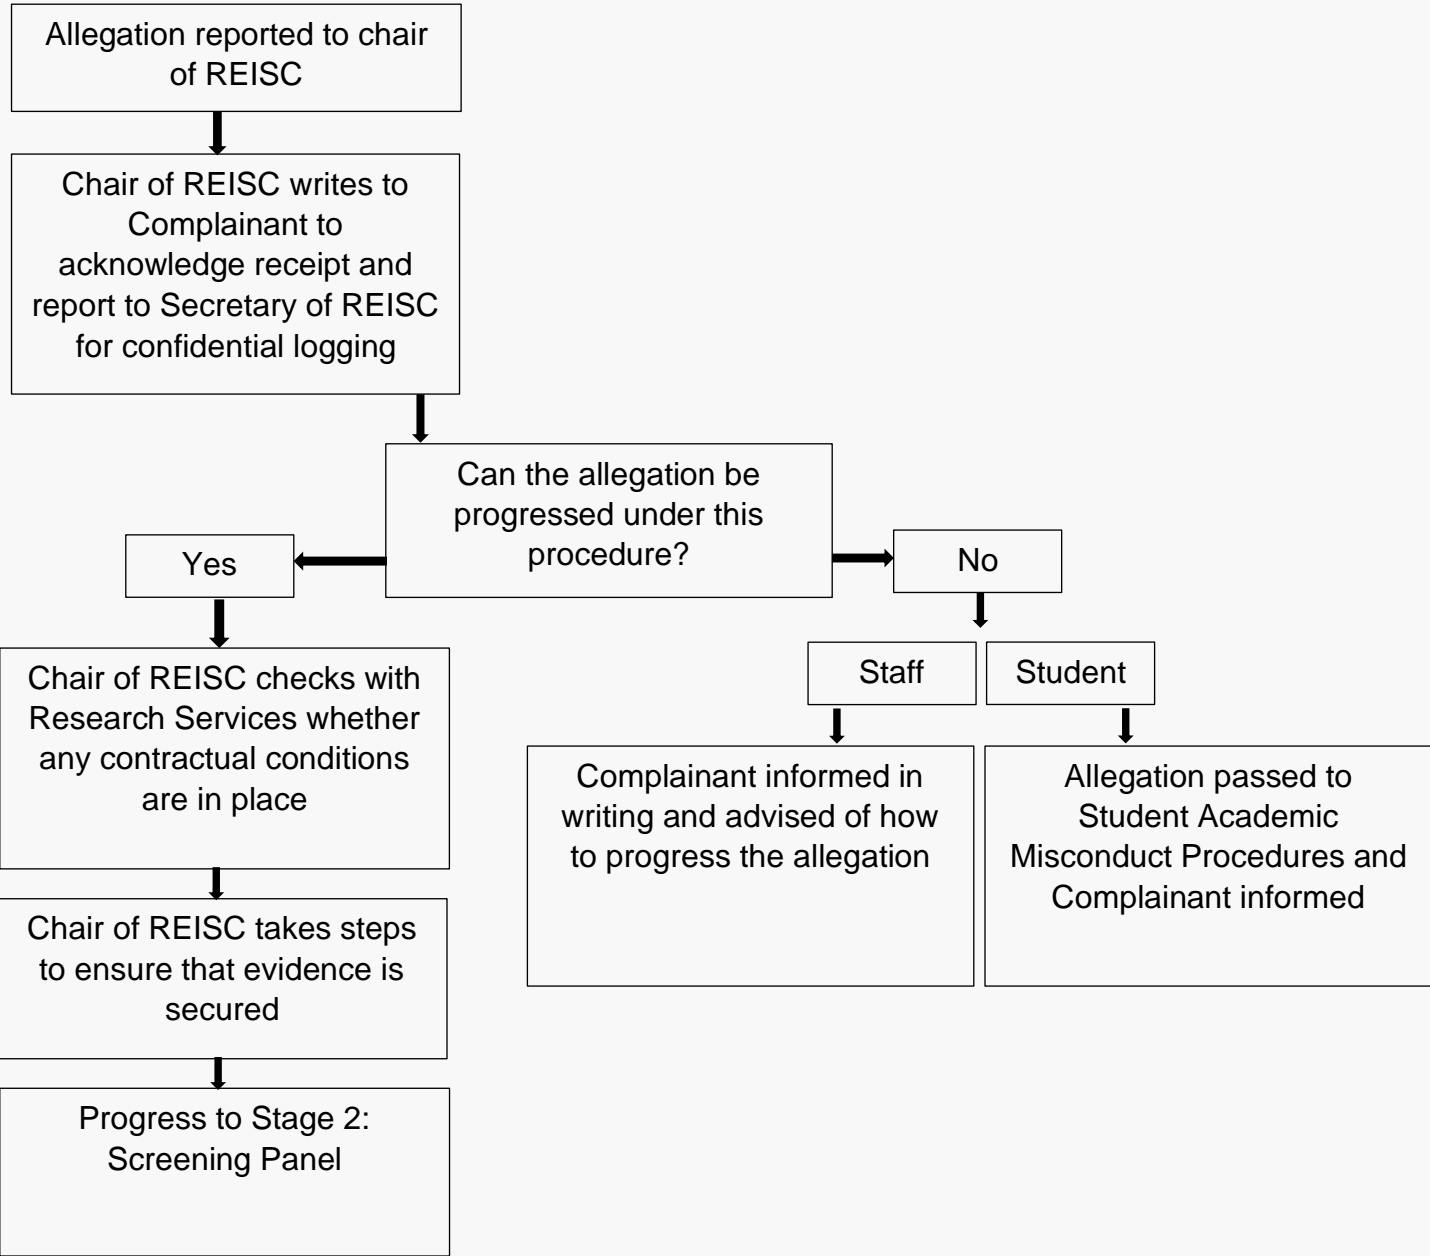 Allegation reported to chair
of REISC
Chair of REISC writes to
Complainant to
acknowledge receipt and
report to Secretary of REISC
for confidential logging
Can the allegation be
progressed under this
procedure?
Yes
No
Chair of REISC checks with
Research Services whether
any contractual conditions
are in place
Staff
Student
Complainant informed in
writing and advised of how
to progress the allegation
Allegation passed to
Student Academic
Misconduct Procedures and
Complainant informed
Chair of REISC takes steps
to ensure that evidence is
secured
Progress to Stage 2:
Screening Panel